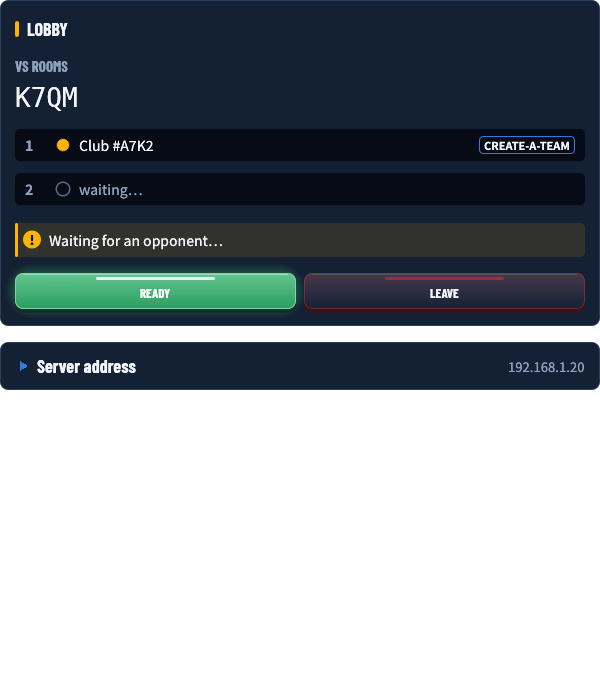 LOBBY
VS ROOMS
K7QM
1 Club #A7K2 CREATE-A-TEAM
2 waiting…
! Waiting for an opponent…
READY LEAVE
Server address 192.168.1.20